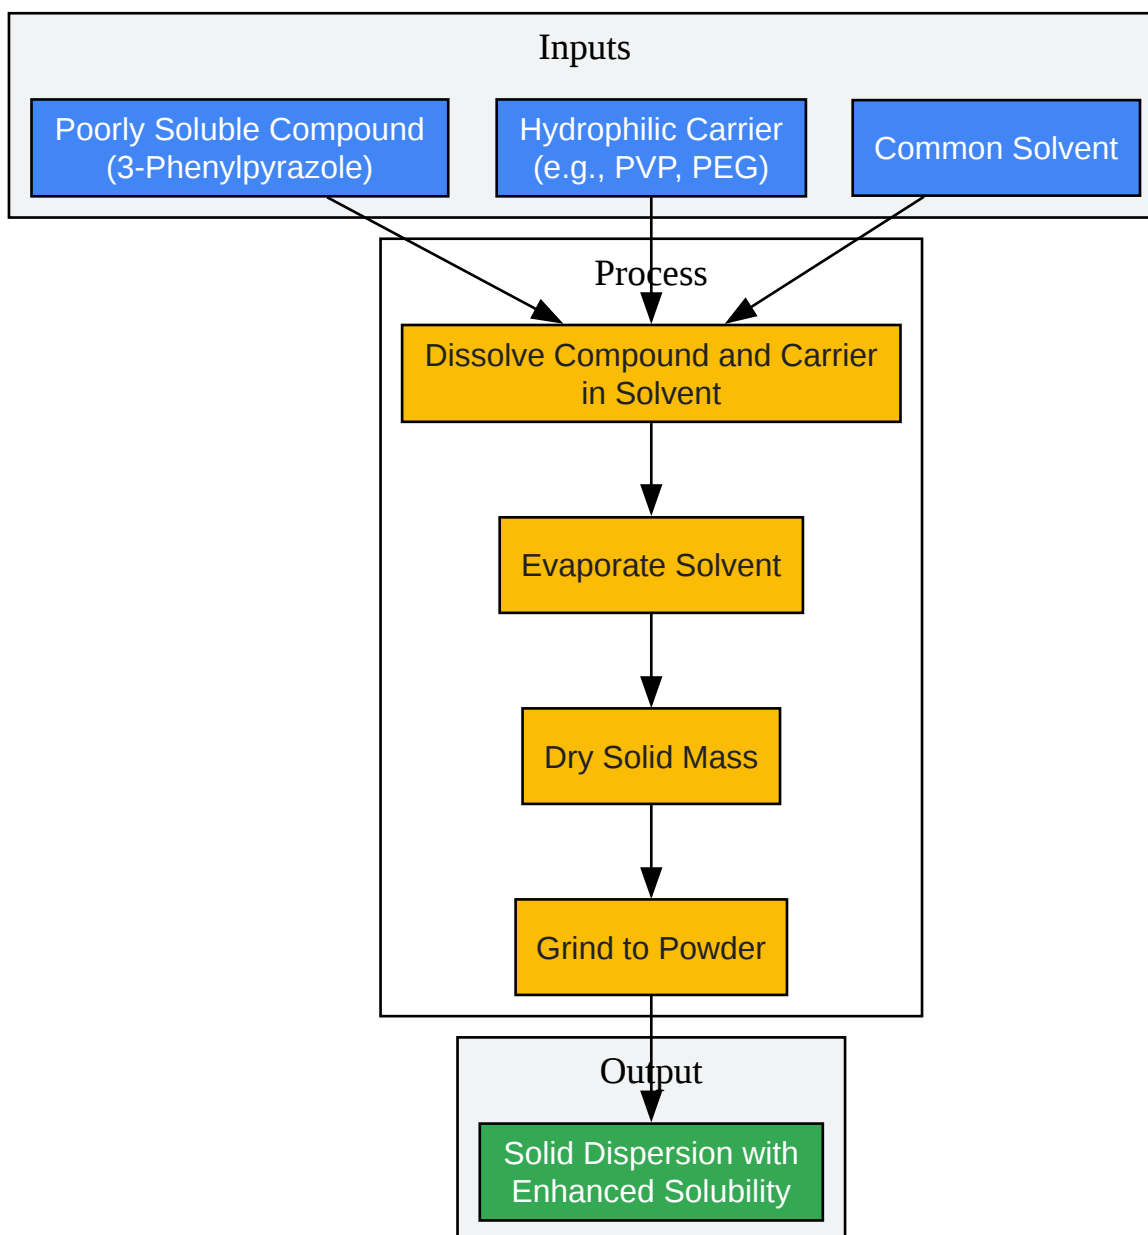 Inputs
Poorly Soluble Compound
(3-Phenylpyrazole)
Hydrophilic Carrier
(e.g., PVP, PEG)
Common Solvent
Process
Dissolve Compound and Carrier
in Solvent
Evaporate Solvent
Dry Solid Mass
Grind to Powder
Output
Solid Dispersion with
Enhanced Solubility